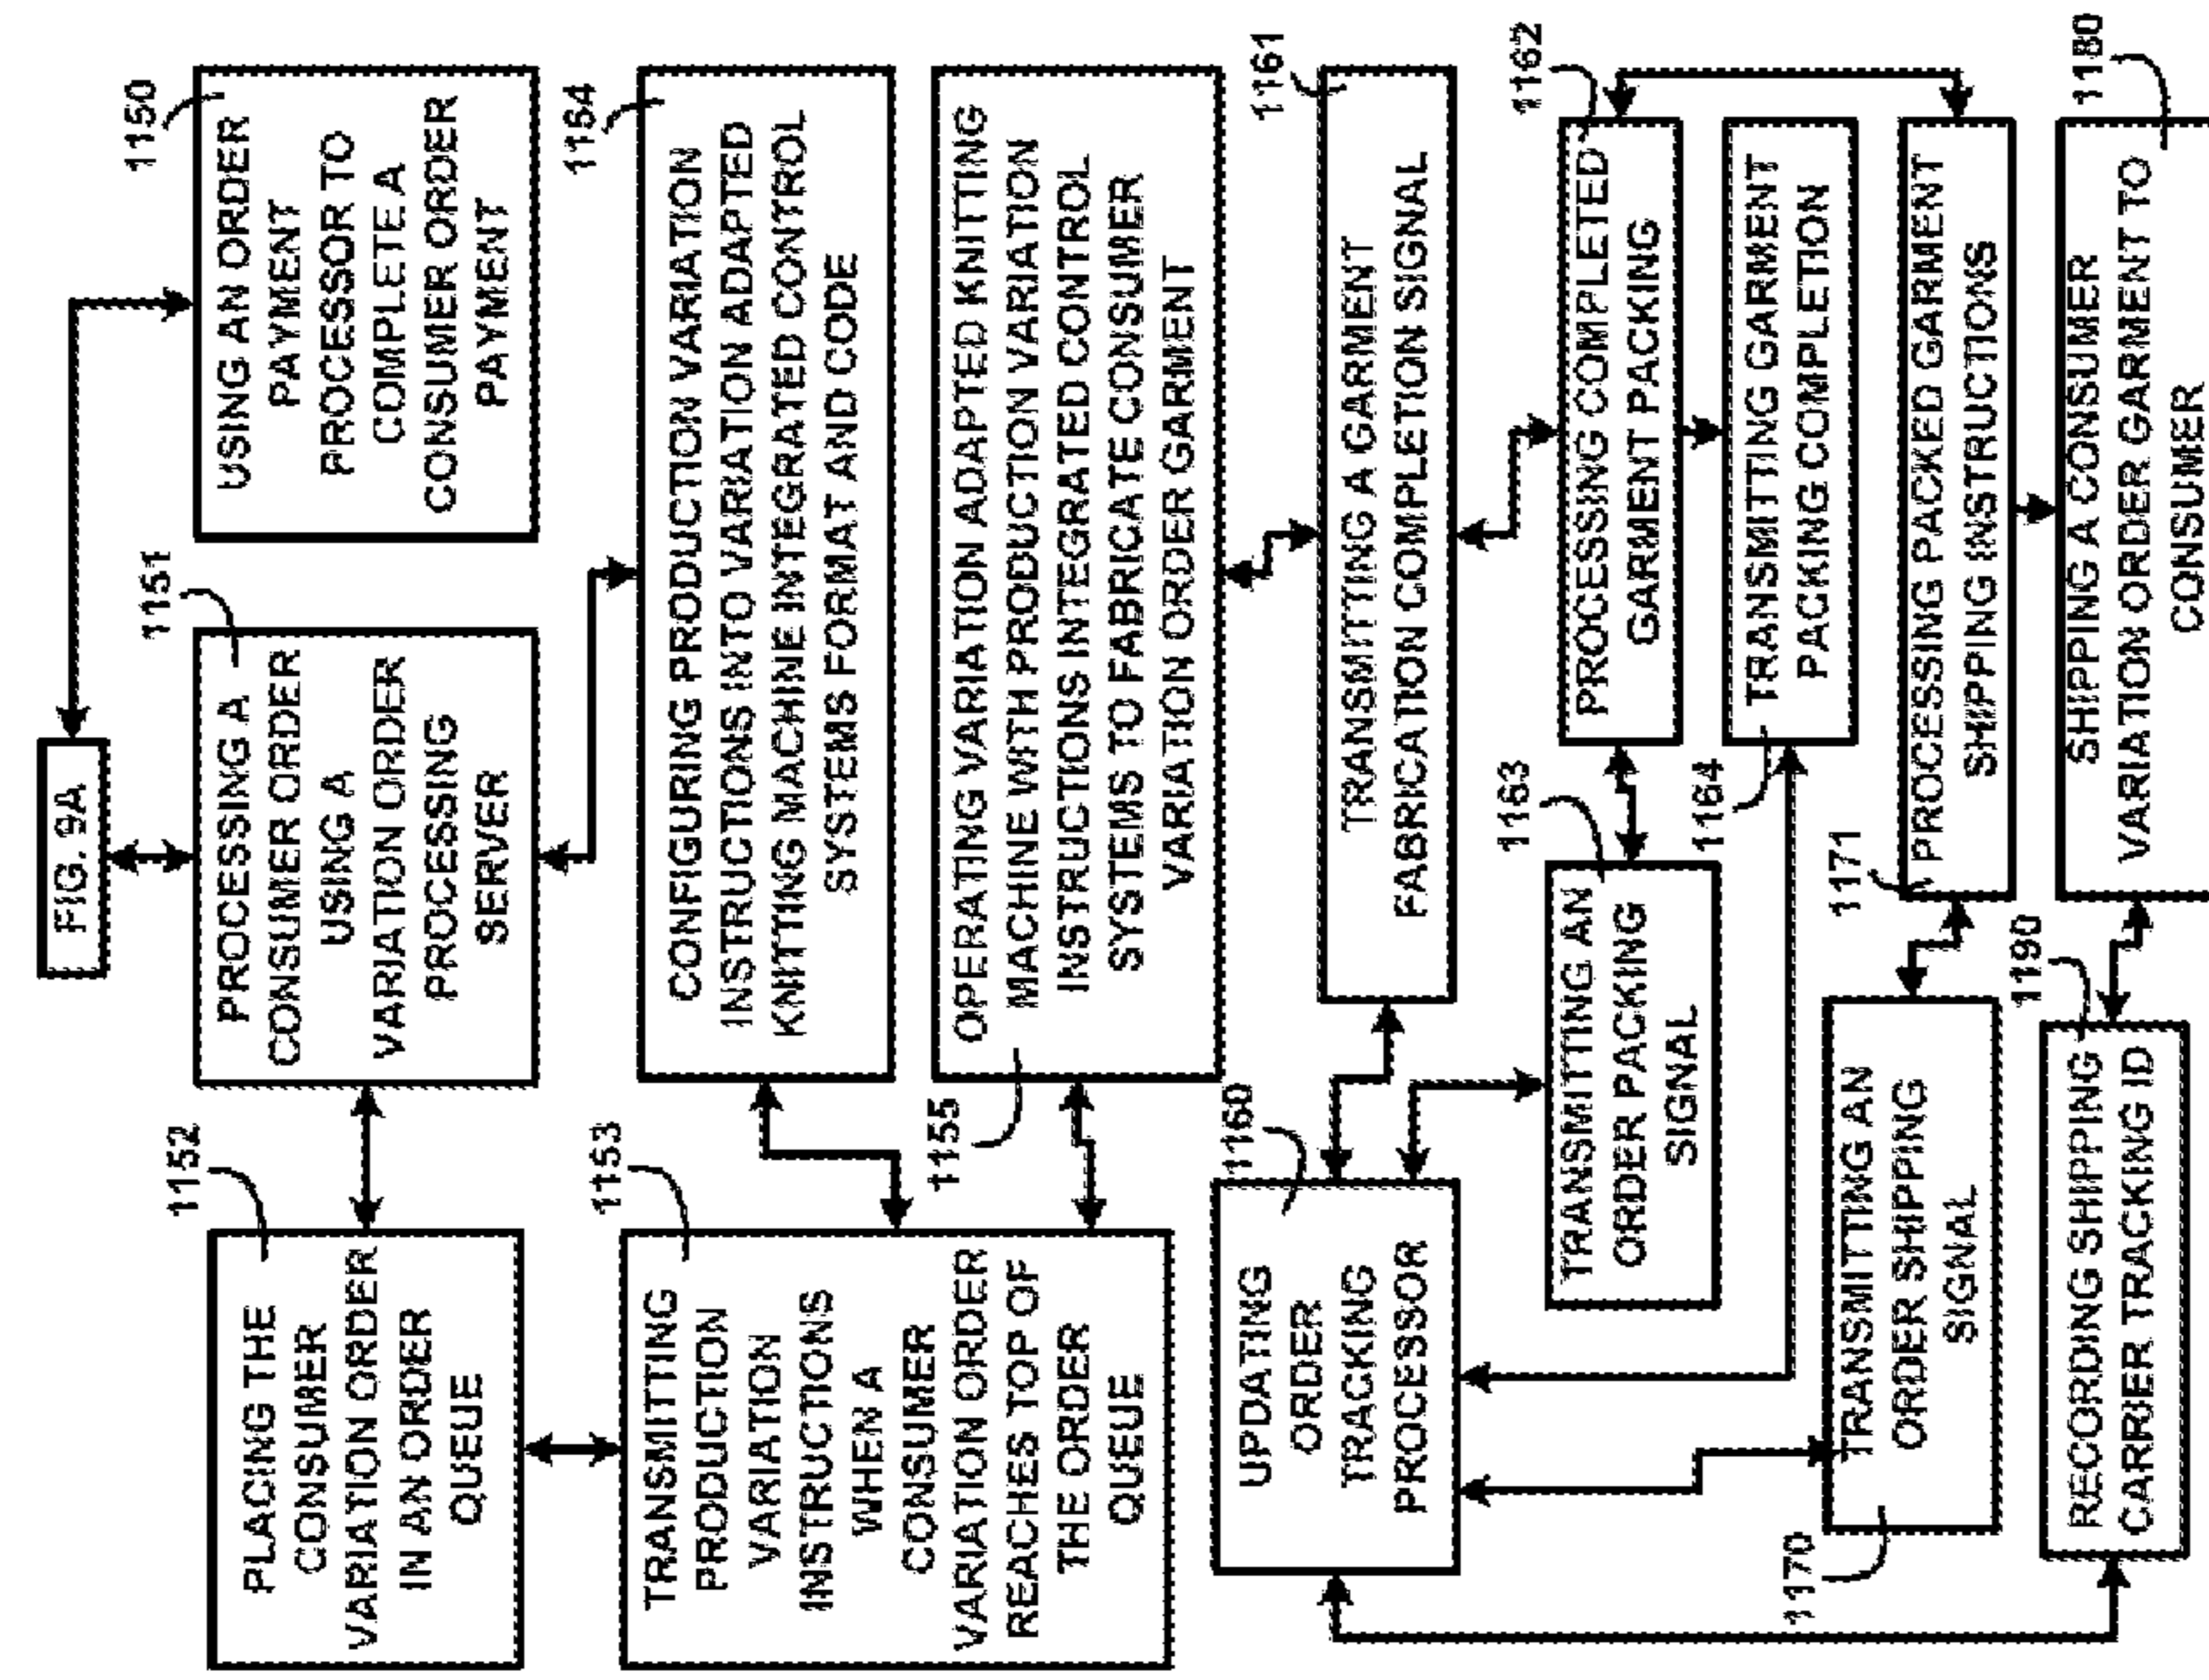 FIG. 9A
1150
USING AN ORDER
PAYMENT
PROCESSOR TO
COMPLETE A
CONSUMER ORDER
PAYMENT
1151
PROCESSING A
CONSUMER ORDER
USING A
VARIATION ORDER
PROCESSING
SERVER
1152
PLACING THE
CONSUMER
VARIATION ORDER
IN AN ORDER
QUEUE
1153
TRANSMITTING
PRODUCTION
VARIATION
INSTRUCTIONS
WHEN A
CONSUMER
VARIATION ORDER
REACHES TOP OF
THE ORDER
QUEUE
1154
CONFIGURING PRODUCTION VARIATION
INSTRUCTIONS INTO VARIATION ADAPTED
KNITTING MACHINE INTEGRATED CONTROL
SYSTEMS FORMAT AND CODE
1155
OPERATING VARIATION ADAPTED KNITTING
MACHINE WITH PRODUCTION VARIATION
INSTRUCTIONS INTEGRATED CONTROL
SYSTEMS TO FABRICATE CONSUMER
VARIATION ORDER GARMENT
1160
UPDATING
ORDER
TRACKING
PROCESSOR
1161
TRANSMITTING A GARMENT
FABRICATION COMPLETION SIGNAL
1162
PROCESSING COMPLETED
GARMENT PACKING
1163
TRANSMITTING AN
ORDER PACKING
SIGNAL
1164
TRANSMITTING GARMENT
PACKING COMPLETION
1170
TRANSMITTING AN
ORDER SHIPPING
SIGNAL
1171
PROCESSING PACKED GARMENT
SHIPPING INSTRUCTIONS
1180
SHIPPING A CONSUMER
VARIATION ORDER GARMENT TO
CONSUMER
1190
RECORDING SHIPPING
CARRIER TRACKING ID